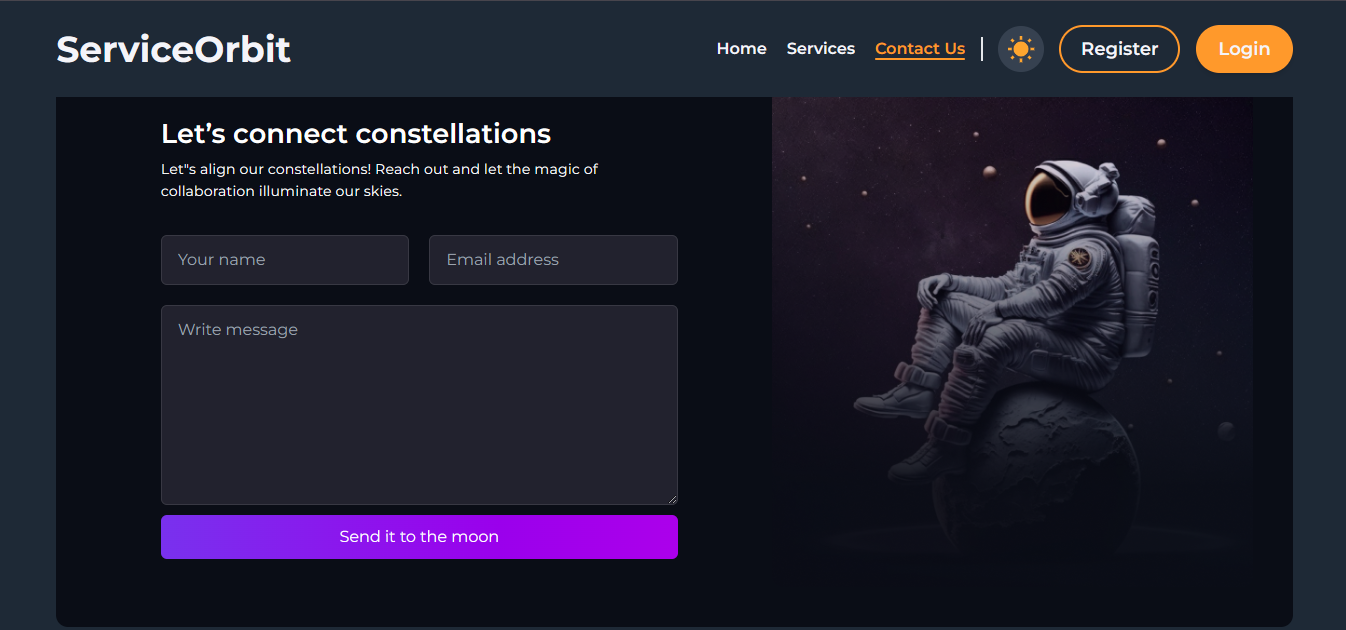 ServiceOrbit
Home
Services
Contact Us
Register
Login
Let’s connect constellations
Let"s align our constellations! Reach out and let the magic of
collaboration illuminate our skies.
Your name
Email address
Write message
Send it to the moon